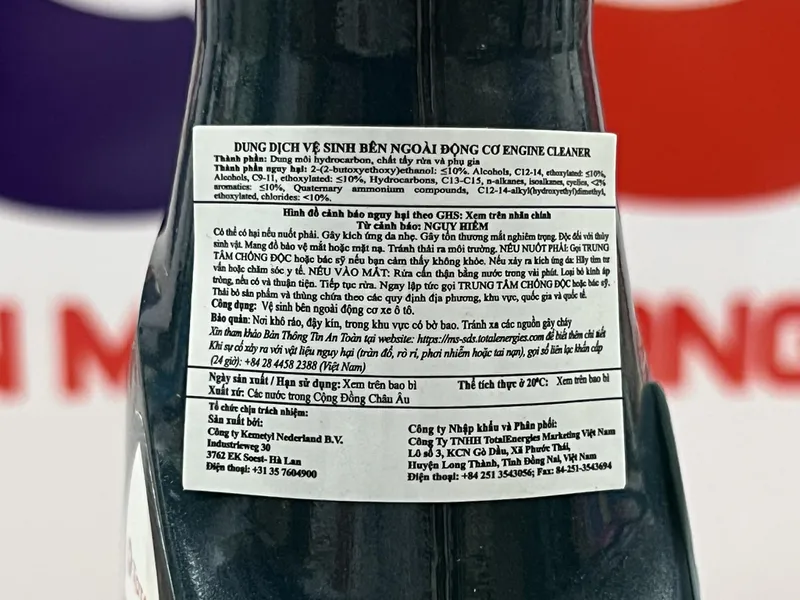 DUNG DỊCH VỆ SINH BÊN NGOÀI ĐỘNG CƠ ENGINE CLEANER
Thành phần: Dung môi hydrocarbon, chất tẩy rửa và phụ gia
Thành phần nguy hại: 2-(2-butoxyethoxy)ethanol: ≤10%. Alcohols, C12-14, ethoxylated: ≤10%,
Alcohols, C9-11, ethoxylated: ≤10%, Hydrocarbons, C13-C15, n-alkanes, isoalkanes, cyclics, <2%
aromatics: ≤10%, Quaternary ammonium compounds, C12-14-alkyl(hydroxyethyl)dimethyl,
ethoxylated, chlorides: <10%.
Hình đồ cảnh báo nguy hại theo GHS: Xem trên nhãn chính
Từ cảnh báo: NGUY HIỂM
Có thể có hại nếu nuốt phải. Gây kích ứng da nhẹ. Gây tổn thương mắt nghiêm trọng. Độc đối với thủy
sinh vật. Mang đồ bảo vệ mắt hoặc mặt nạ. Tránh thải ra môi trường. NẾU NUỐT PHẢI: Gọi TRUNG
TÂM CHỐNG ĐỘC hoặc bác sỹ nếu bạn cảm thấy không khỏe. Nếu xảy ra kích ứng da: Hãy tìm tư
vấn hoặc chăm sóc y tế. NẾU VÀO MẮT: Rửa cẩn thận bằng nước trong vài phút. Loại bỏ kính áp
tròng, nếu có và thuận tiện. Tiếp tục rửa. Ngay lập tức gọi TRUNG TÂM CHỐNG ĐỘC hoặc bác sỹ.
Thải bỏ sản phẩm và thùng chứa theo các quy định địa phương, khu vực, quốc gia và quốc tế.
Công dụng: Vệ sinh bên ngoài động cơ xe ô tô.
Bảo quản: Nơi khô ráo, đậy kín, trong khu vực có bờ bao. Tránh xa các nguồn gây cháy
Xin tham khảo Bản Thông Tin An Toàn tại website: https://ms-sds.totalenergies.com để biết thêm chi tiết
Khi sự cố xảy ra với vật liệu nguy hại (tràn đổ, rò rỉ, phơi nhiễm hoặc tai nạn), gọi số liên lạc khẩn cấp
(24 giờ): +84 28 4458 2388 (Việt Nam)
Ngày sản xuất / Hạn sử dụng: Xem trên bao bì Thể tích thực ở 20°C: Xem trên bao bì
Xuất xứ: Các nước trong Cộng Đồng Châu Âu
Tổ chức chịu trách nhiệm:
Sản xuất bởi:
Công ty Kemetyl Nederland B.V.
Industrieweg 30
3762 EK Soest- Hà Lan
Điện thoại: +31 35 7604900
Công ty Nhập khẩu và Phân phối:
Công Ty TNHH TotalEnergies Marketing Việt Nam
Lô số 3, KCN Gò Dầu, Xã Phước Thái,
Huyện Long Thành, Tỉnh Đồng Nai, Việt Nam
Điện thoại: +84 251 3543056; Fax: 84-251-3543694